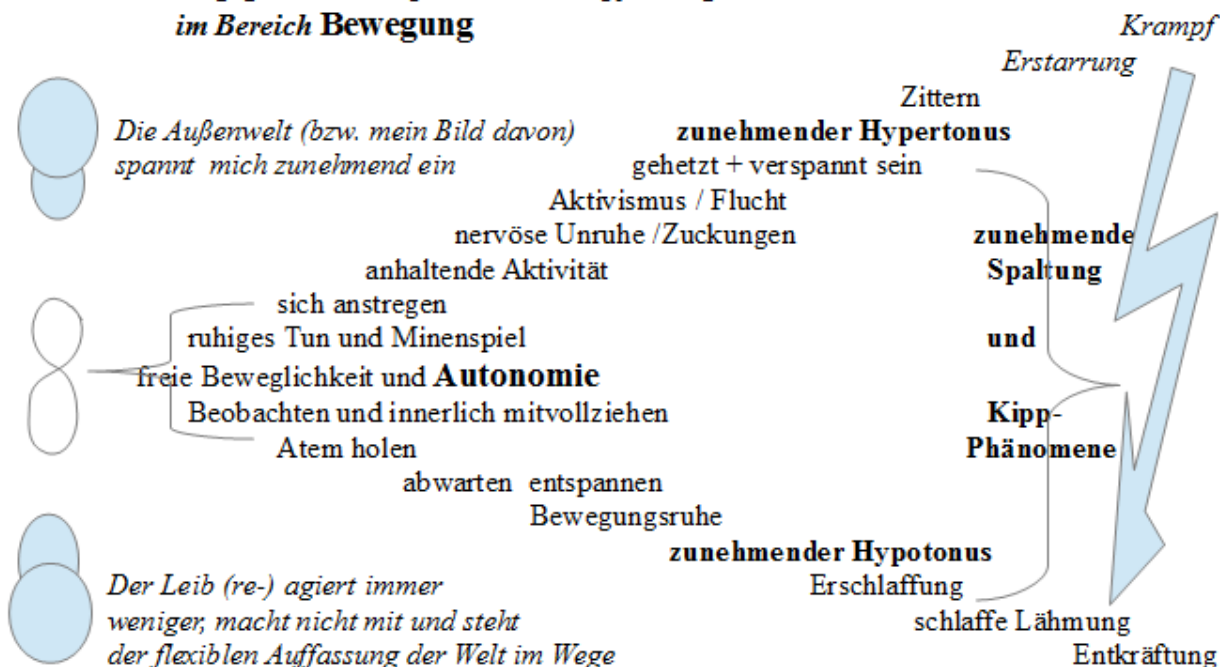 im Bereich Bewegung
Krampf
Erstarrung
Zittern
Die Außenwelt (bzw. mein Bild davon) zunehmender Hypertonus
spannt mich zunehmend ein gehetzt + verspannt sein
Aktivismus / Flucht
nervöse Unruhe /Zuckungen zunehmende
anhaltende Aktivität Spaltung
sich anstregen
ruhiges Tun und Minenspiel und
freie Beweglichkeit und Autonomie
Beobachten und innerlich mitvollziehen Kipp-
Atem holen Phänomene
abwarten entspannen
Bewegungsruhe
zunehmender Hypotonus
Der Leib (re-) agiert immer Erschlaffung
weniger, macht nicht mit und steht schlaffe Lähmung
der flexiblen Auffassung der Welt im Wege Entkräftung